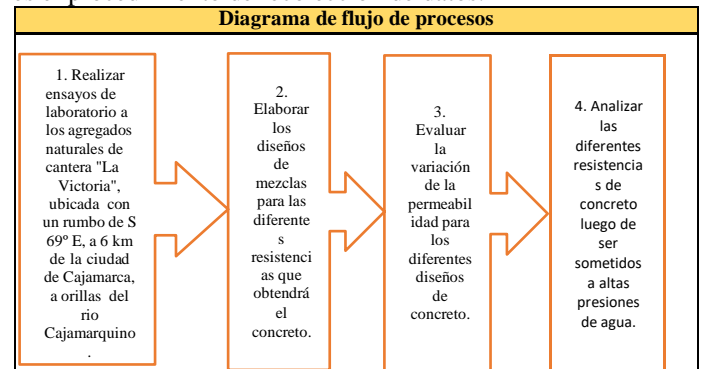 Diagrama de flujo de procesos
1. Realizar
ensayos de
laboratorio a
los agregados
naturales de
cantera "La
Victoria",
ubicada con
un rumbo de S
69º E, a 6 km
de la ciudad
de Cajamarca,
a orillas del
rio
Cajamarquino
.
2.
Elaborar
los
diseños
de
mezclas
para las
diferente
s
resistenci
as que
obtendrá
el
concreto.
3.
Evaluar
la
variación
de la
permeabil
idad para
los
diferentes
diseños
de
concreto.
4. Analizar
las
diferentes
resistencia
s de
concreto
luego de
ser
sometidos
a altas
presiones
de agua.